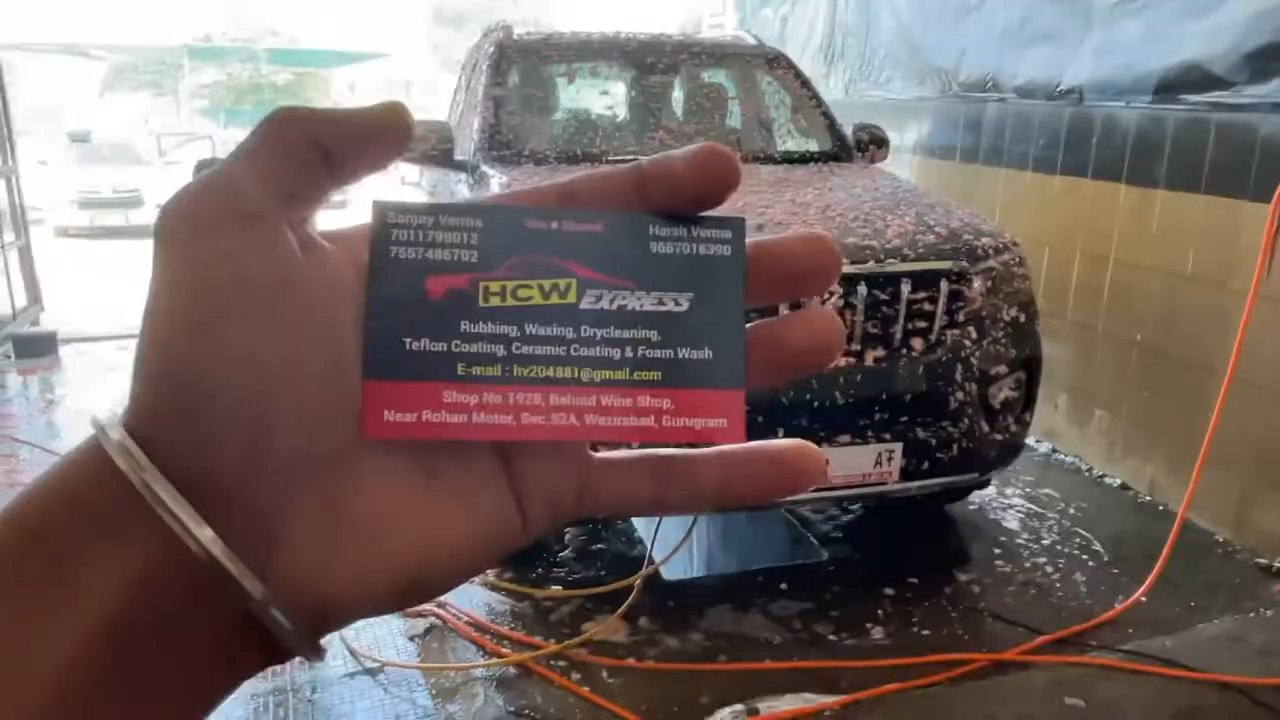 Sanjay Verma
7011799012
7557486702
Harsh Verma
9667016390
HCW EXPRESS
Rubbing, Waxing, Drycleaning,
Teflon Coating, Ceramic Coating & Foam Wash
E-mail : hv204881@gmail.com
Shop No 1928, Behind Wine Shop,
Near Rohan Motor, Sec.52A, Wazirabad, Gurugram
AF